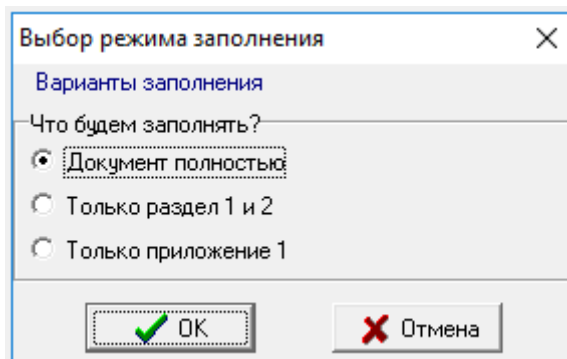 Выбор режима заполнения
Варианты заполнения
Что будем заполнять?
Документ полностью
Только раздел 1 и 2
Только приложение 1
OK Отмена